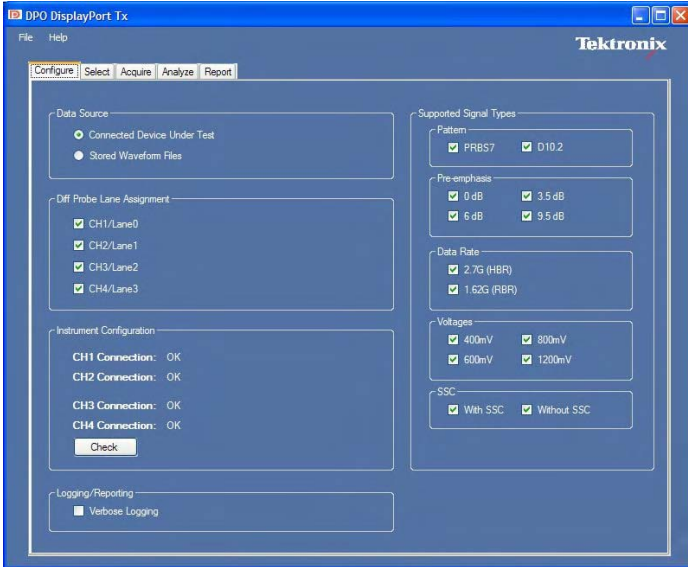 DPO DisplayPort Tx
File Help
Tektronix
Configure Select Acquire Analyze Report
Data Source
Connected Device Under Test
Stored Waveform Files
Diff Probe Lane Assignment
CH1/Lane0
CH2/Lane1
CH3/Lane2
CH4/Lane3
Instrument Configuration
CH1 Connection: OK
CH2 Connection: OK
CH3 Connection: OK
CH4 Connection: OK
Check
Logging/Reporting
Verbose Logging
Supported Signal Types
Pattern
PRBS7 D10.2
Pre-emphasis
0 dB 3.5 dB
6 dB 9.5 dB
Data Rate
2.7G (HBR)
1.62G (RBR)
Voltages
400mV 800mV
600mV 1200mV
SSC
With SSC Without SSC